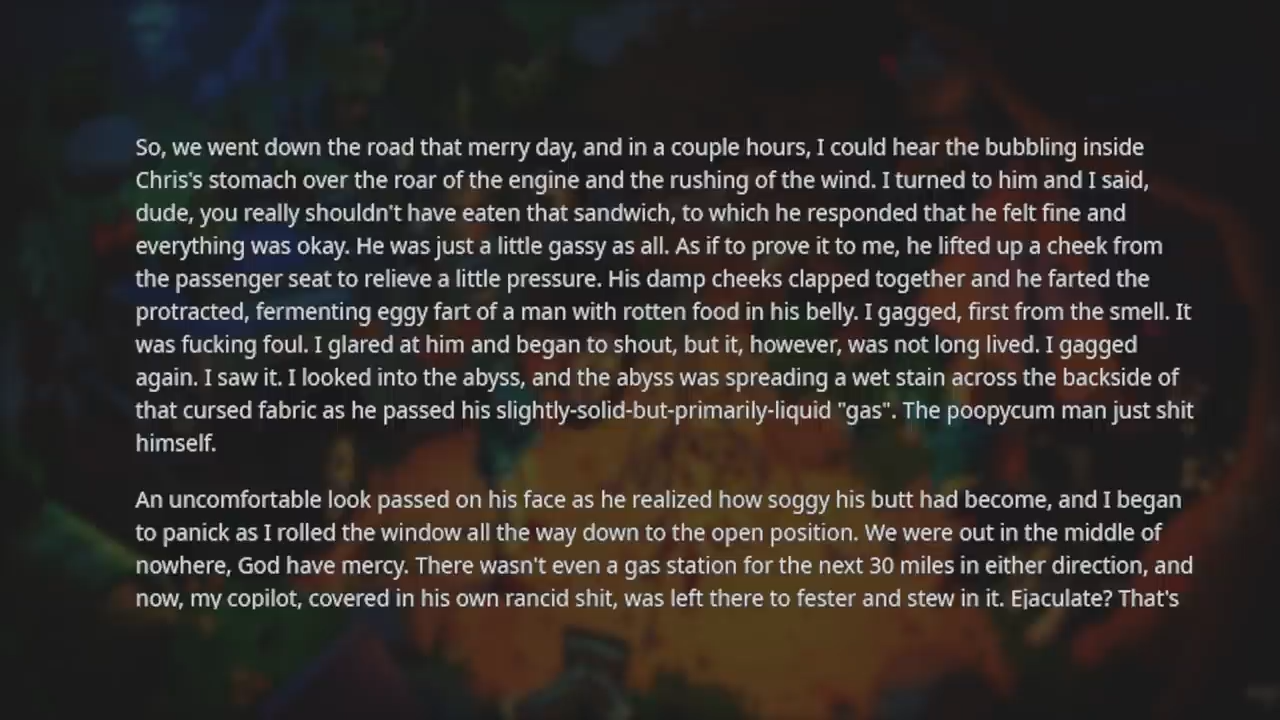 So, we went down the road that merry day, and in a couple hours, I could hear the bubbling inside
Chris's stomach over the roar of the engine and the rushing of the wind. I turned to him and I said,
dude, you really shouldn't have eaten that sandwich, to which he responded that he felt fine and
everything was okay. He was just a little gassy as all. As if to prove it to me, he lifted up a cheek from
the passenger seat to relieve a little pressure. His damp cheeks clapped together and he farted the
protracted, fermenting eggy fart of a man with rotten food in his belly. I gagged, first from the smell. It
was fucking foul. I glared at him and began to shout, but it, however, was not long lived. I gagged
again. I saw it. I looked into the abyss, and the abyss was spreading a wet stain across the backside of
that cursed fabric as he passed his slightly-solid-but-primarily-liquid "gas". The poopycum man just shit
himself.
An uncomfortable look passed on his face as he realized how soggy his butt had become, and I began
to panick as I rolled the window all the way down to the open position. We were out in the middle of
nowhere, God have mercy. There wasn't even a gas station for the next 30 miles in either direction, and
now, my copilot, covered in his own rancid shit, was left there to fester and stew in it. Ejaculate? That's